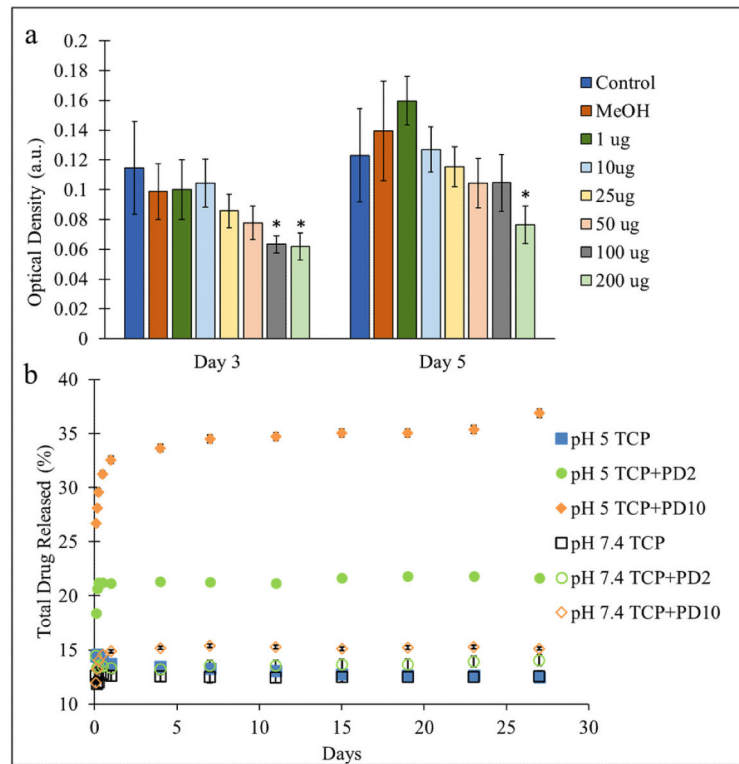 a
0.2
0.18
0.16
0.14
0.12
0.1
0.08
0.06
0.04
0.02
0
Optical Density (a.u.)
* *
*
Day 3 Day 5
Control
MeOH
1 ug
10ug
25ug
50 ug
100 ug
200 ug
b
40
35
30
25
20
15
10
Total Drug Released (%)
0 5 10 15 20 25 30
Days
pH 5 TCP
pH 5 TCP+PD2
pH 5 TCP+PD10
pH 7.4 TCP
pH 7.4 TCP+PD2
pH 7.4 TCP+PD10